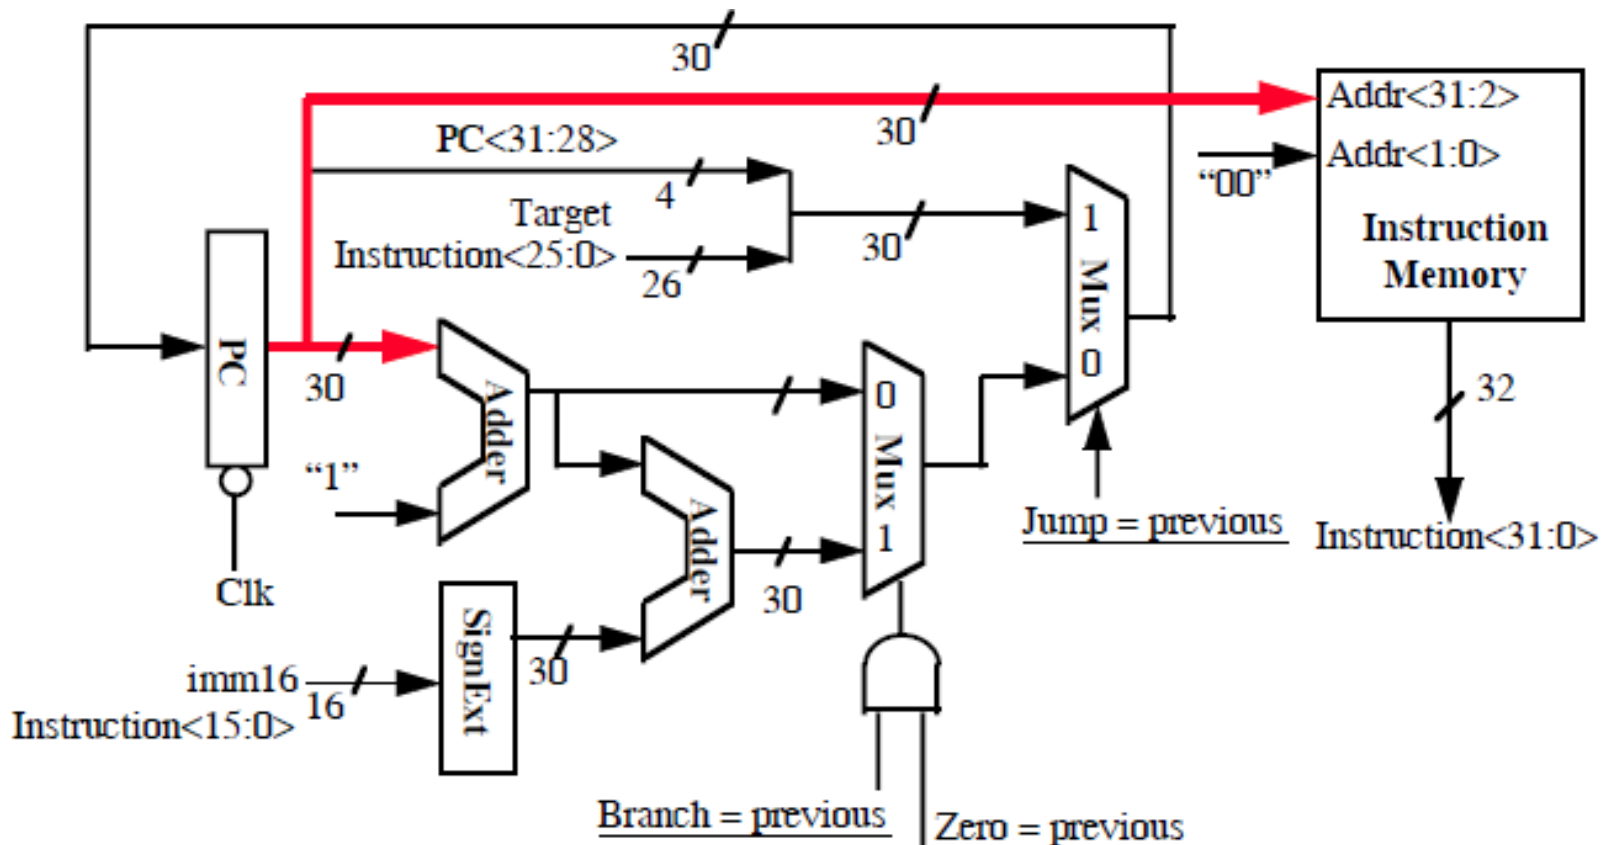 30
Addr<31:2>
30
PC<31:28>
Addr<1:0>
“00”
4
Target
Instruction<25:0>
26
30
1
Mux
0
Instruction
Memory
PC
30
Adder
“1”
0
Mux
1
32
Adder
Jump = previous
Instruction<31:0>
Clk
30
SignExt
30
imm16
16
Instruction<15:0>
Branch = previous
Zero = previous